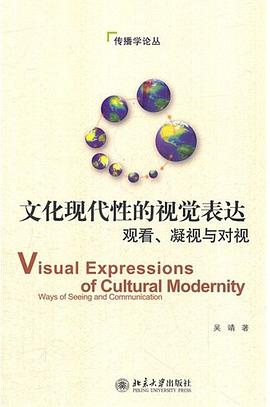 传播学论丛
文化现代性的视觉表达
观看、凝视与对视
Visual Expressions
of Cultural Modernity
Ways of Seeing and Communication
吴靖 著
北京大学出版社
PEKING UNIVERSITY PRESS